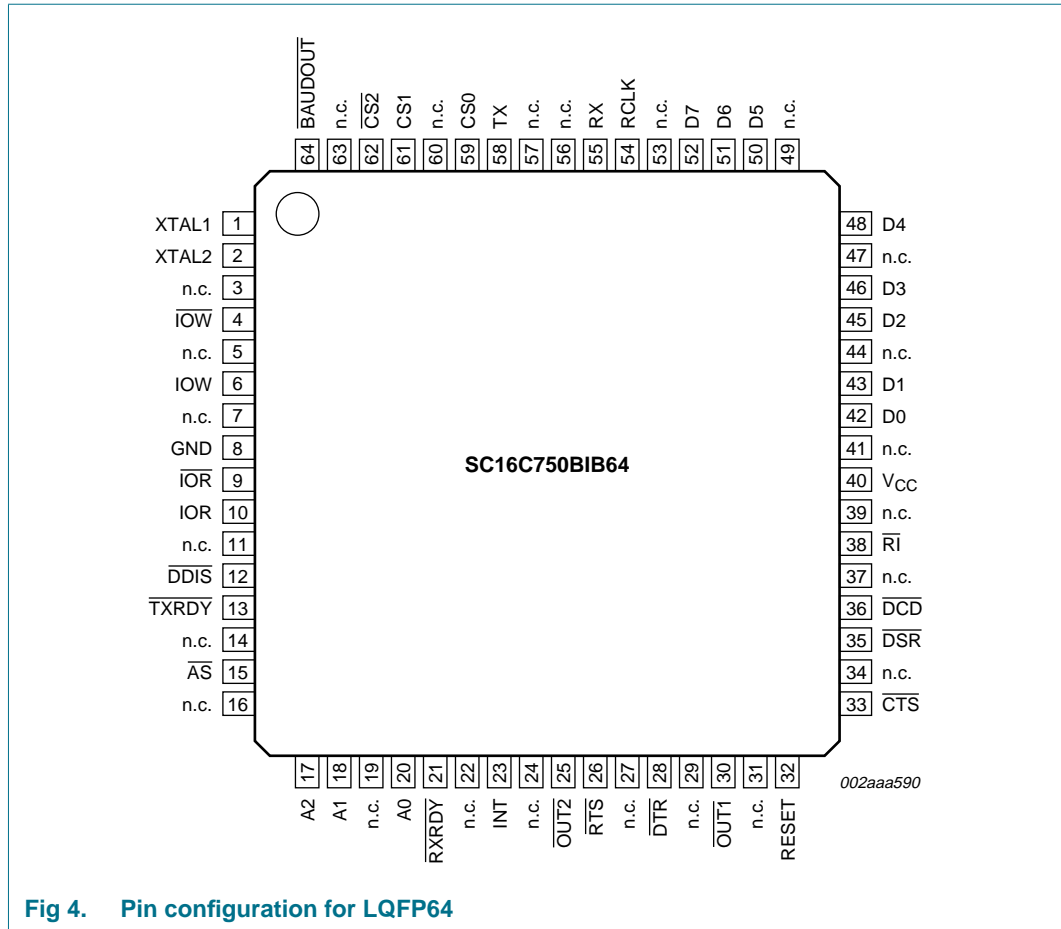 BAUDOUT
n.c.
CS2
CS1
n.c.
CS0
TX
n.c.
n.c.
RX
RCLK
n.c.
D7
D6
D5
n.c.
64
63
62
61
60
59
58
57
56
55
54
53
52
51
50
49
XTAL1 1
XTAL2 2
n.c. 3
IOW 4
n.c. 5
IOW 6
n.c. 7
GND 8
IOR 9
IOR 10
n.c. 11
DDIS 12
TXRDY 13
n.c. 14
AS 15
n.c. 16
SC16C750BIB64
48 D4
47 n.c.
46 D3
45 D2
44 n.c.
43 D1
42 D0
41 n.c.
40 VCC
39 n.c.
38 RI
37 n.c.
36 DCD
35 DSR
34 n.c.
33 CTS
17
18
19
20
21
22
23
24
25
26
27
28
29
30
31
32
A2
A1
n.c.
A0
RXRDY
n.c.
INT
n.c.
OUT2
RTS
n.c.
DTR
n.c.
OUT1
n.c.
RESET
002aaa590
Fig 4. Pin configuration for LQFP64